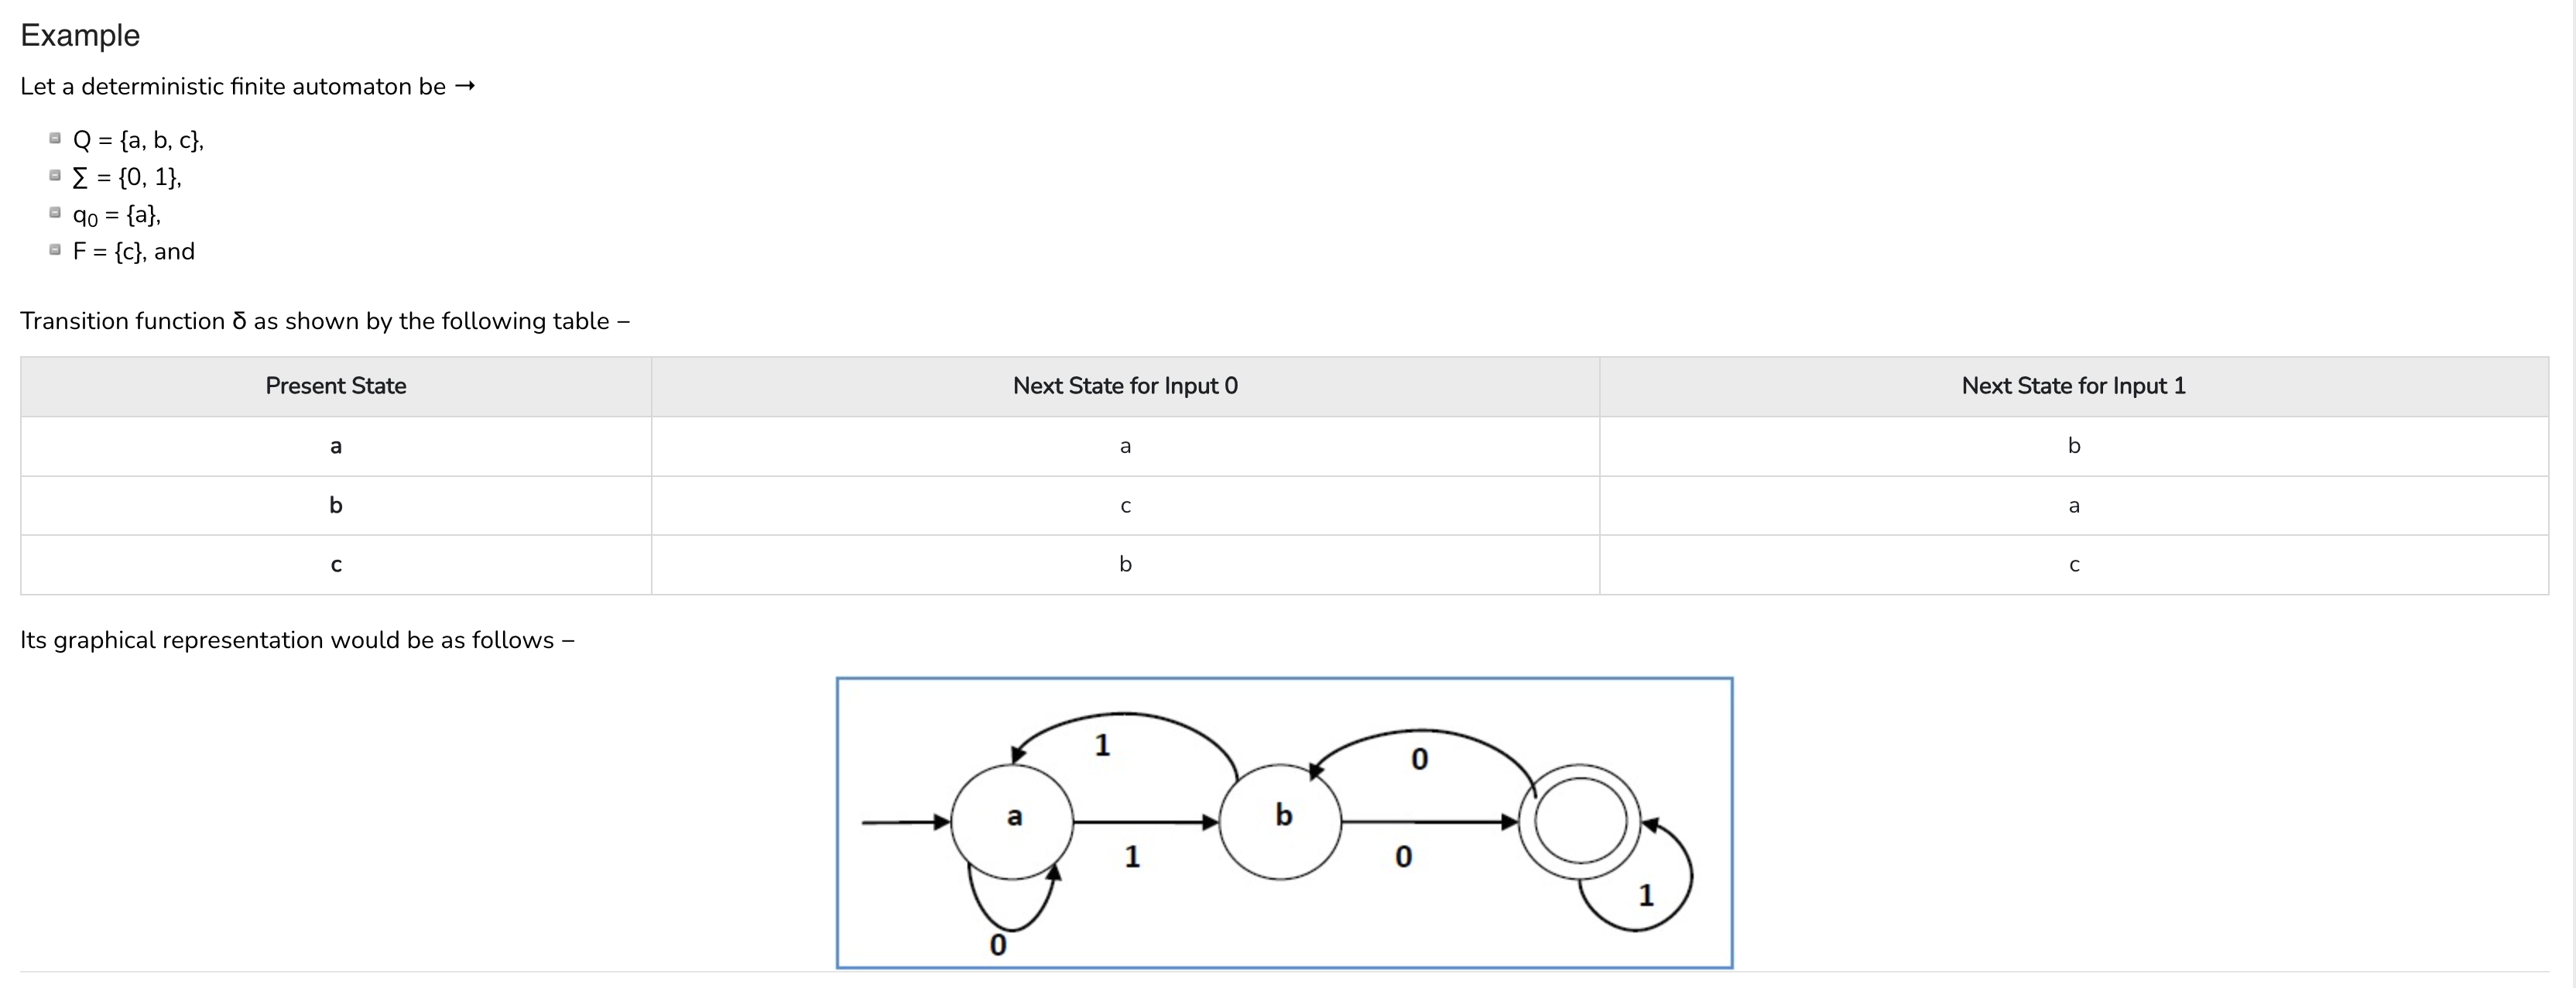 Example
Let a deterministic finite automaton be →
Q = {a, b, c},
∑ = {0, 1},
q0 = {a},
F = {c}, and
Transition function δ as shown by the following table −
Present State Next State for Input 0 Next State for Input 1
a a b
b c a
c b c
Its graphical representation would be as follows −
1 0
a b
1 0
1
0